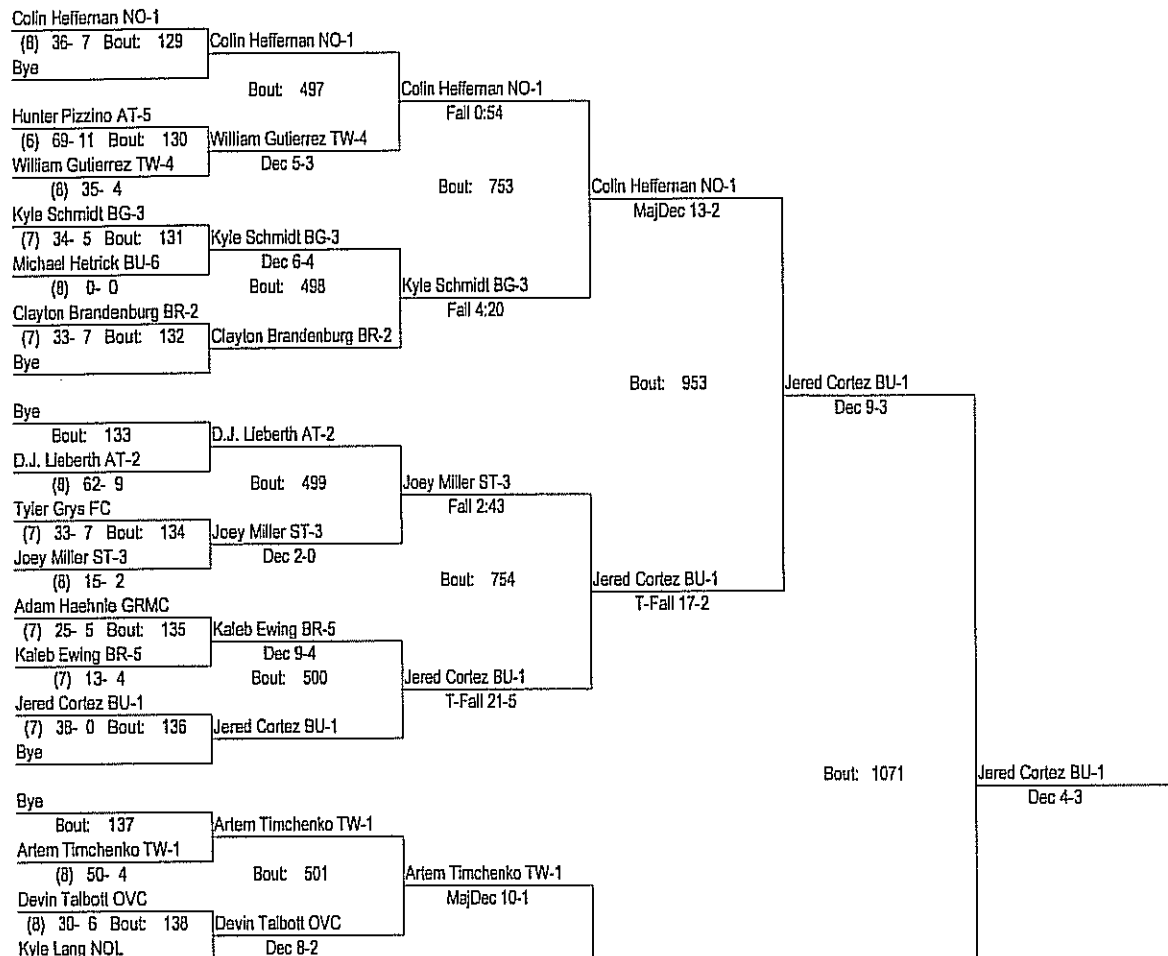 Colin Heffernan NO-1
(8) 36- 7 Bout: 129
Bye
Colin Heffernan NO-1
Bout: 497
Hunter Pizzino AT-5
(6) 69- 11 Bout: 130
William Gutierrez TW-4
(8) 35- 4
William Gutierrez TW-4
Dec 5-3
Colin Heffernan NO-1
Fall 0:54
Bout: 753
Kyle Schmidt BG-3
(7) 34- 5 Bout: 131
Michael Hetrick BU-6
(8) 0- 0
Kyle Schmidt BG-3
Dec 6-4
Bout: 498
Clayton Brandenburg BR-2
(7) 33- 7 Bout: 132
Bye
Clayton Brandenburg BR-2
Kyle Schmidt BG-3
Fall 4:20
Colin Heffernan NO-1
MajDec 13-2
Bout: 953
Bye
Bout: 133
D.J. Lieberth AT-2
(8) 62- 9
D.J. Lieberth AT-2
Bout: 499
Tyler Grys FC
(7) 33- 7 Bout: 134
Joey Miller ST-3
(8) 15- 2
Joey Miller ST-3
Dec 2-0
Joey Miller ST-3
Fall 2:43
Bout: 754
Adam Haehnle GRMC
(7) 25- 5 Bout: 135
Kaleb Ewing BR-5
(7) 13- 4
Kaleb Ewing BR-5
Dec 9-4
Bout: 500
Jered Cortez BU-1
(7) 38- 0 Bout: 136
Bye
Jered Cortez BU-1
Jered Cortez BU-1
T-Fall 21-5
Jered Cortez BU-1
T-Fall 17-2
Jered Cortez BU-1
Dec 9-3
Bout: 1071
Jered Cortez BU-1
Dec 4-3
Bye
Bout: 137
Artem Timchenko TW-1
(8) 50- 4
Artem Timchenko TW-1
Bout: 501
Devin Talbott OVC
(8) 30- 6 Bout: 138
Kyle Lang NOL
Devin Talbott OVC
Dec 8-2
Artem Timchenko TW-1
MajDec 10-1